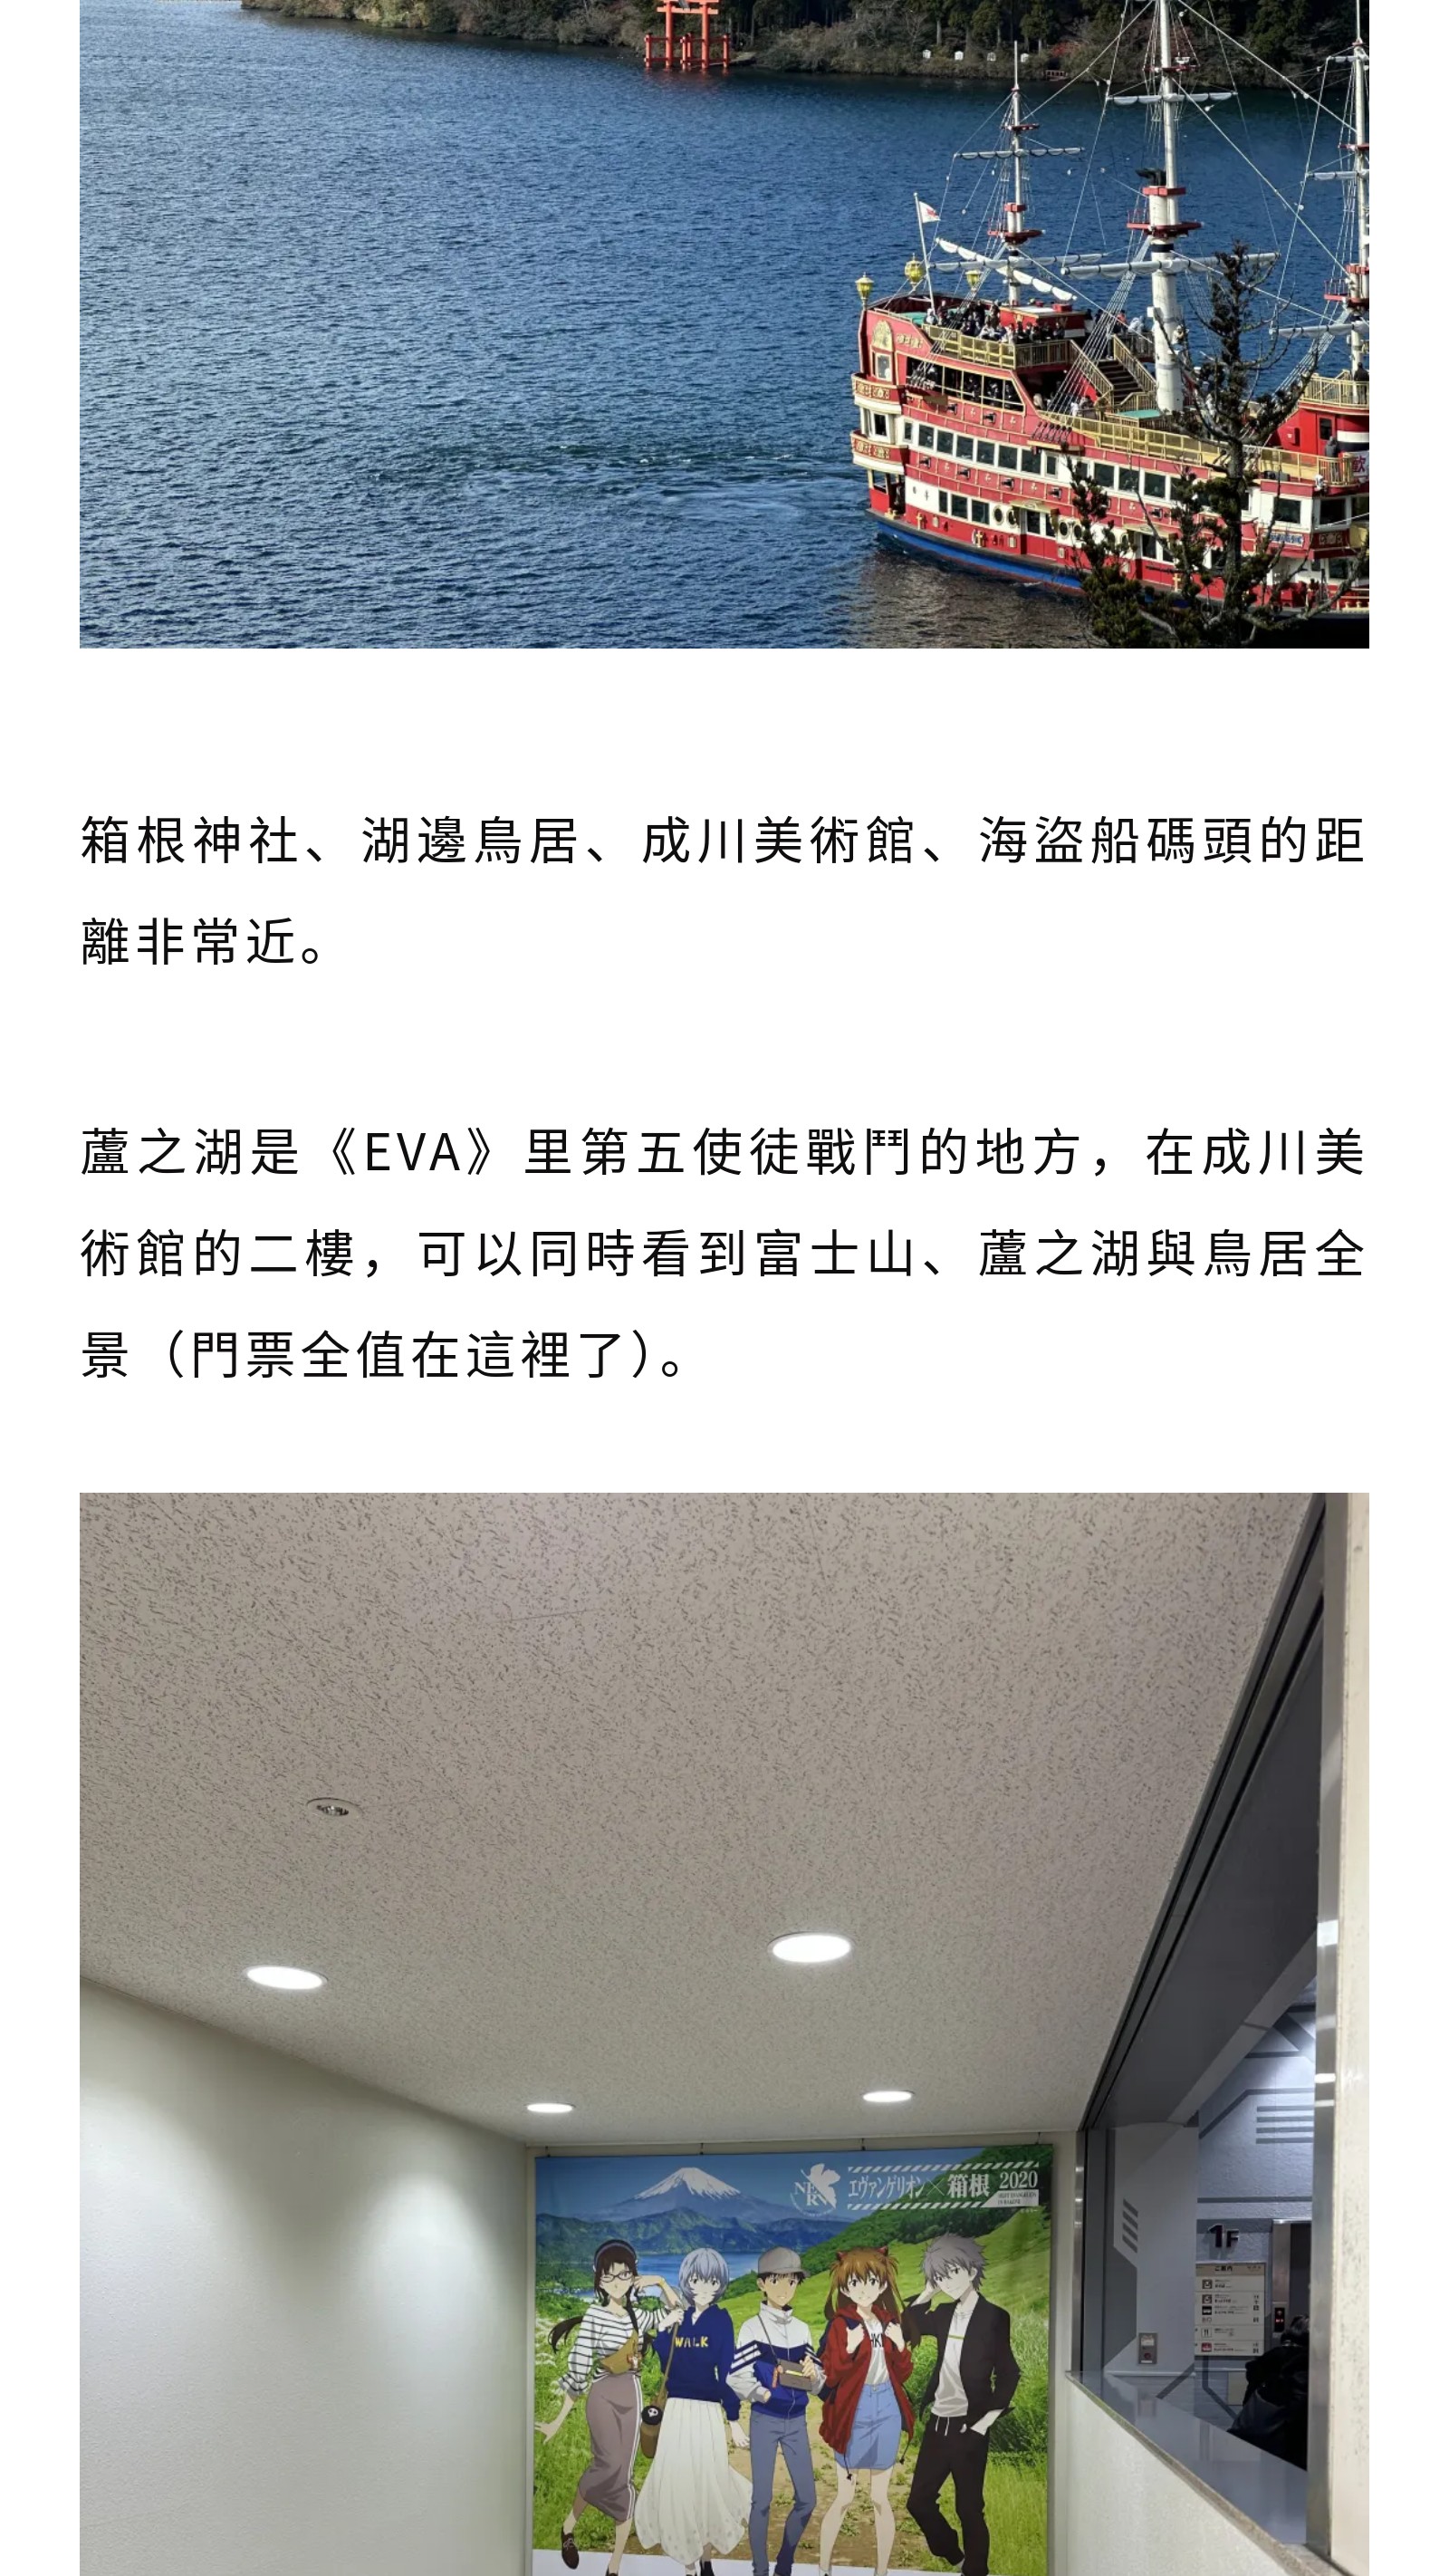 箱根神社、湖邊鳥居、成川美術館、海盜船碼頭的距
離非常近。
蘆之湖是《EVA》里第五使徒戰鬥的地方，在成川美
術館的二樓，可以同時看到富士山、蘆之湖與鳥居全
景（門票全值在這裡了）。
NERV
エヴァンゲリオン×箱根 2020
WALK
1F
ご案内